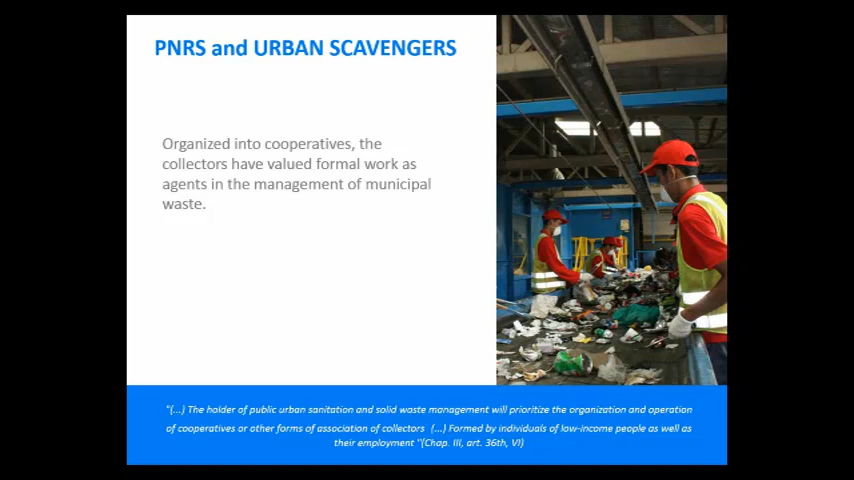 PNRS and URBAN SCAVENGERS
Organized into cooperatives, the
collectors have valued formal work as
agents in the management of municipal
waste.
"(...) The holder of public urban sanitation and solid waste management will prioritize the organization and operation
of cooperatives or other forms of association of collectors (...) Formed by individuals of low-income people as well as
their employment "(Chap. III, art. 36th, VI)